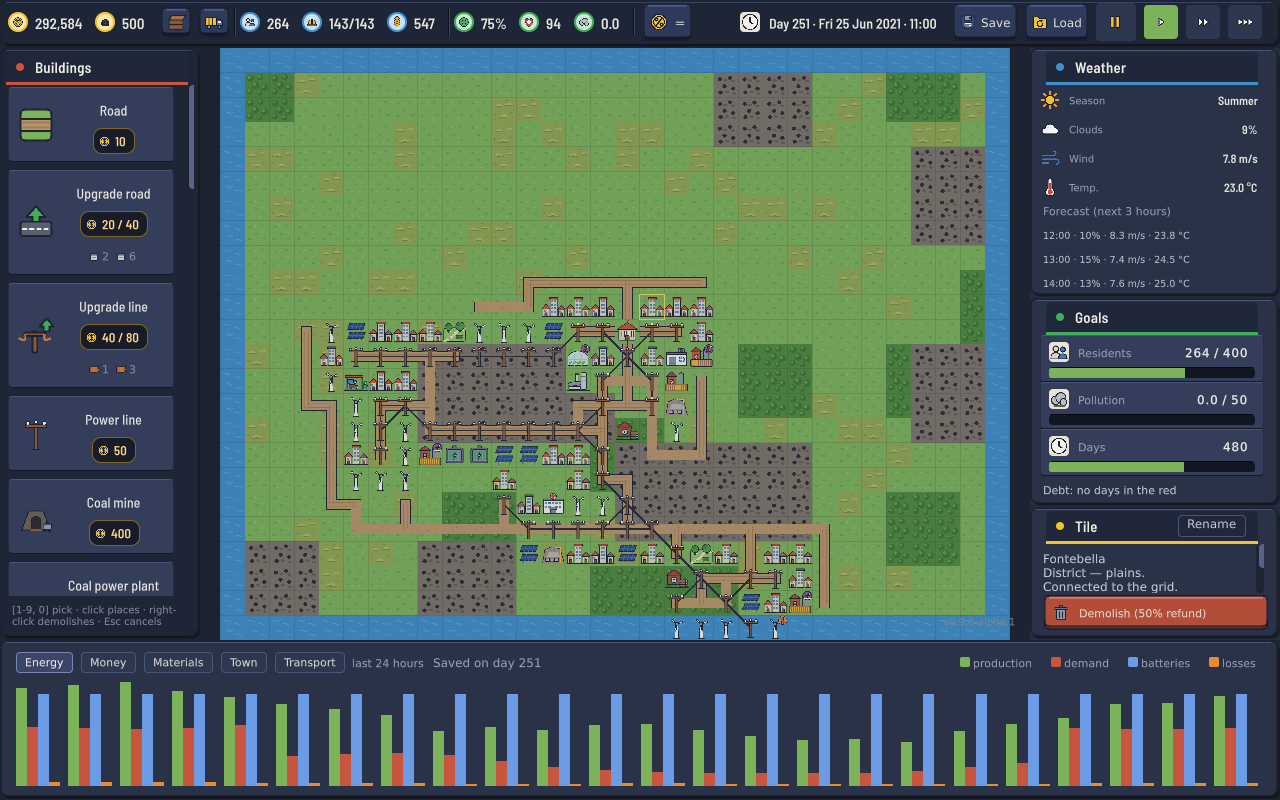 292,584 500 264 143/143 547 75% 94 0.0 = Day 251 · Fri 25 Jun 2021 · 11:00 Save Load
Buildings
Road
10
Upgrade road
20 / 40
2 6
Upgrade line
40 / 80
1 3
Power line
50
Coal mine
400
Coal power plant
[1-9, 0] pick · click places · right-
click demolishes · Esc cancels
v0.9.0-alpha.1
Weather
Season Summer
Clouds 9%
Wind 7.8 m/s
Temp. 23.0 °C
Forecast (next 3 hours)
12:00 · 10% · 8.3 m/s · 23.8 °C
13:00 · 15% · 7.4 m/s · 24.5 °C
14:00 · 13% · 7.6 m/s · 25.0 °C
Goals
Residents 264 / 400
Pollution 0.0 / 50
Days 480
Debt: no days in the red
Tile Rename
Fontebella
District — plains.
Connected to the grid.
Demolish (50% refund)
Energy Money Materials Town Transport last 24 hours Saved on day 251 production demand batteries losses